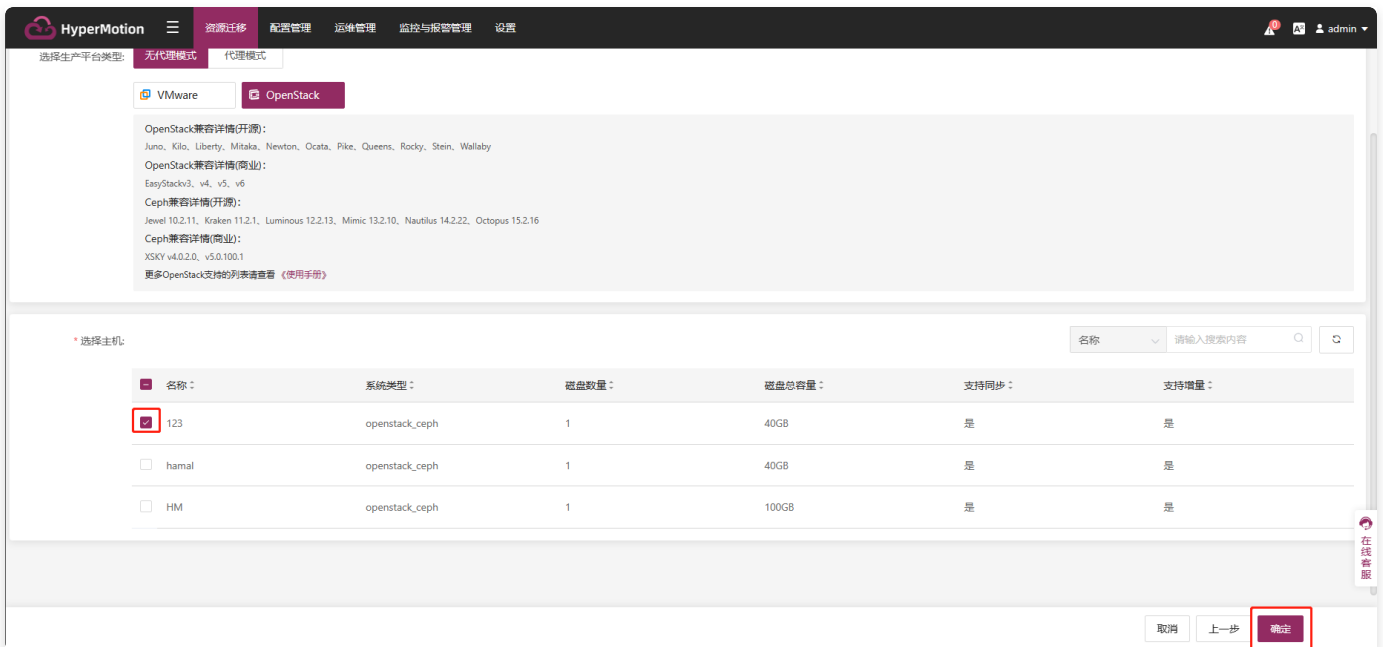 HyperMotion 资源迁移 配置管理 运维管理 监控与报警管理 设置 0 admin
选择生产平台类型: 无代理模式 代理模式
VMware OpenStack
OpenStack兼容详情(开源)：
Juno、Kilo、Liberty、Mitaka、Newton、Ocata、Pike、Queens、Rocky、Stein、Wallaby
OpenStack兼容详情(商业)：
EasyStackv3、v4、v5、v6
Ceph兼容详情(开源)：
Jewel 10.2.11、Kraken 11.2.1、Luminous 12.2.13、Mimic 13.2.10、Nautilus 14.2.22、Octopus 15.2.16
Ceph兼容详情(商业)：
XSKY v4.0.2.0、v5.0.100.1
更多OpenStack支持的列表请查看《使用手册》
* 选择主机: 名称 请输入搜索内容
名称 系统类型 磁盘数量 磁盘总容量 支持同步 支持增量
123 openstack_ceph 1 40GB 是 是
hamal openstack_ceph 1 40GB 是 是
HM openstack_ceph 1 100GB 是 是
在线客服
取消 上一步 确定